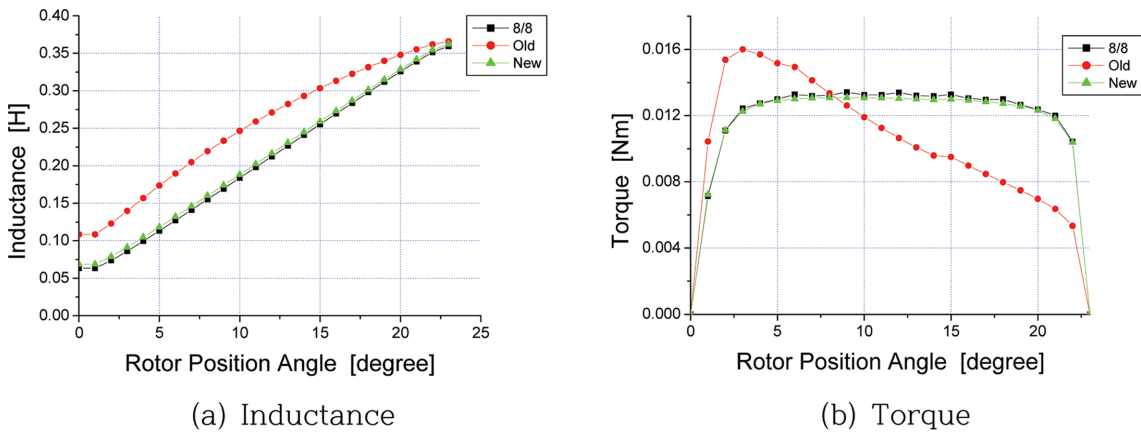 0.40
0.35
0.30
0.25
0.20
0.15
0.10
0.05
0.00
Inductance [H]
0 5 10 15 20 25
Rotor Position Angle [degree]
8/8
Old
New
(a) Inductance
0.016
0.012
0.008
0.004
0.000
Torque [Nm]
0 5 10 15 20
Rotor Position Angle [degree]
8/8
Old
New
(b) Torque